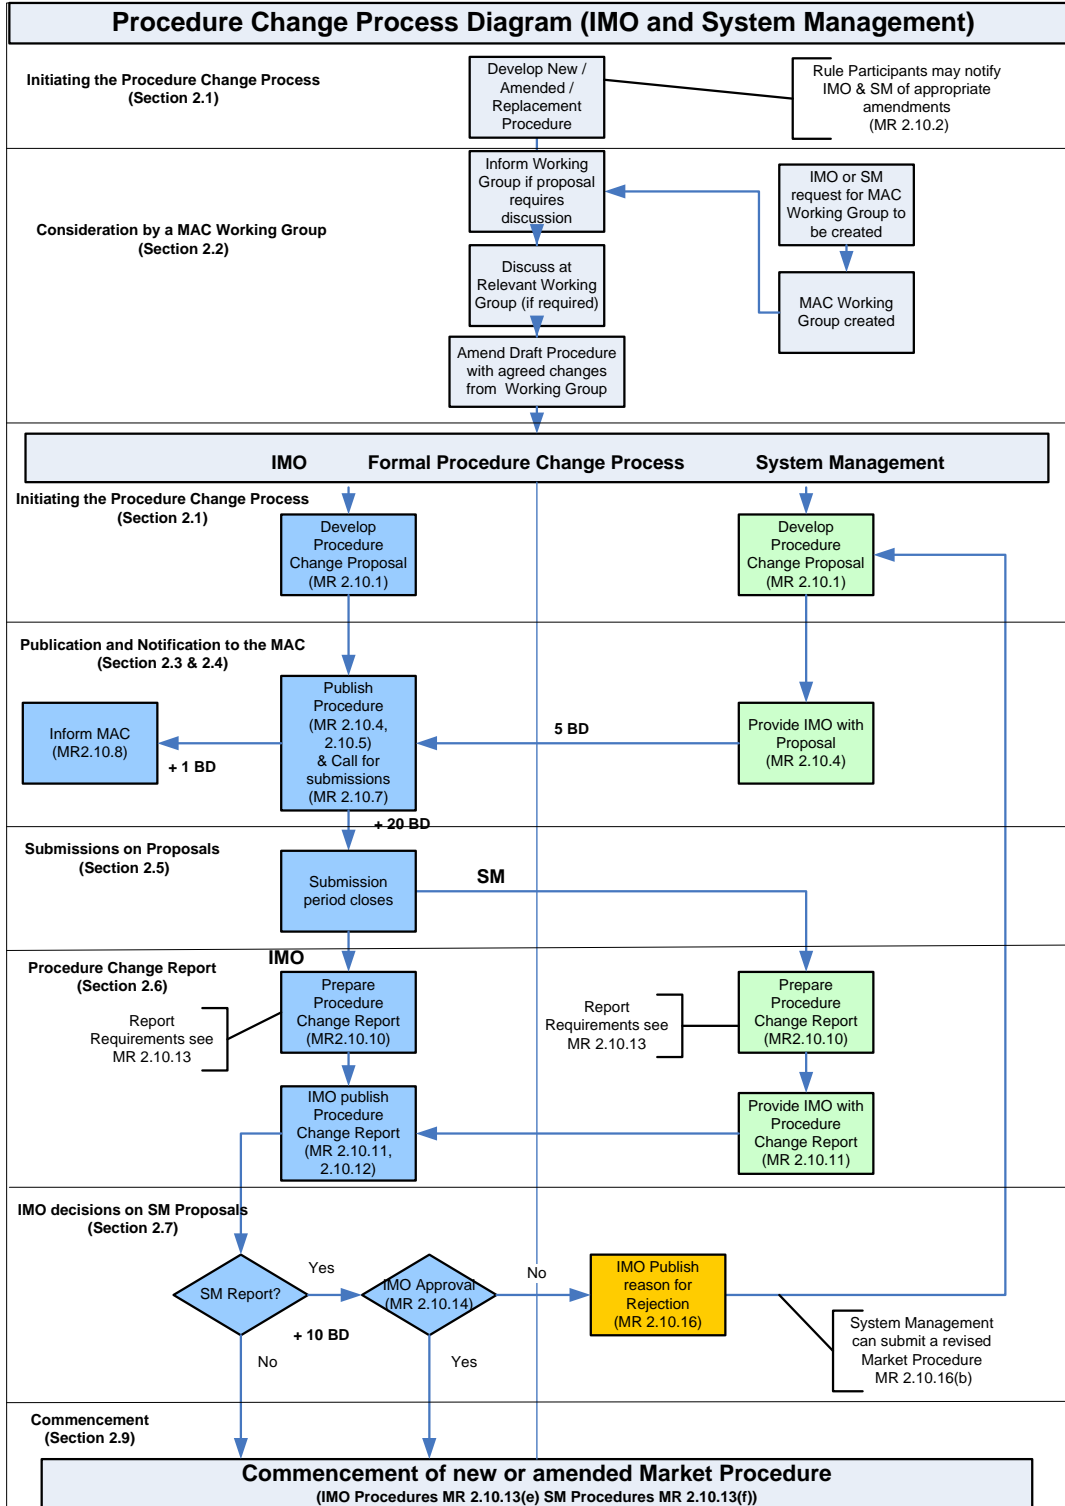 Procedure Change Process Diagram (IMO and System Management)
Initiating the Procedure Change Process
(Section 2.1)
Develop New /
Amended /
Replacement
Procedure
Rule Participants may notify
IMO & SM of appropriate
amendments
(MR 2.10.2)
Consideration by a MAC Working Group
(Section 2.2)
Inform Working
Group if proposal
requires
discussion
IMO or SM
request for MAC
Working Group to
be created
Discuss at
Relevant Working
Group (if required)
MAC Working
Group created
Amend Draft Procedure
with agreed changes
from Working Group
IMO Formal Procedure Change Process System Management
Initiating the Procedure Change Process
(Section 2.1)
Develop
Procedure
Change Proposal
(MR 2.10.1)
Develop
Procedure
Change Proposal
(MR 2.10.1)
Publication and Notification to the MAC
(Section 2.3 & 2.4)
Inform MAC
(MR2.10.8)
+ 1 BD
Publish
Procedure
(MR 2.10.4,
2.10.5)
& Call for
submissions
(MR 2.10.7)
5 BD
Provide IMO with
Proposal
(MR 2.10.4)
+ 20 BD
Submissions on Proposals
(Section 2.5)
Submission
period closes
SM
IMO
Procedure Change Report
(Section 2.6)
Report
Requirements see
MR 2.10.13
Prepare
Procedure
Change Report
(MR2.10.10)
Report
Requirements see
MR 2.10.13
Prepare
Procedure
Change Report
(MR2.10.10)
IMO publish
Procedure
Change Report
(MR 2.10.11,
2.10.12)
Provide IMO with
Procedure
Change Report
(MR 2.10.11)
IMO decisions on SM Proposals
(Section 2.7)
SM Report?
Yes
+ 10 BD
No
IMO Approval
(MR 2.10.14)
No
Yes
IMO Publish
reason for
Rejection
(MR 2.10.16)
System Management
can submit a revised
Market Procedure
MR 2.10.16(b)
Commencement
(Section 2.9)
Commencement of new or amended Market Procedure
(IMO Procedures MR 2.10.13(e) SM Procedures MR 2.10.13(f))